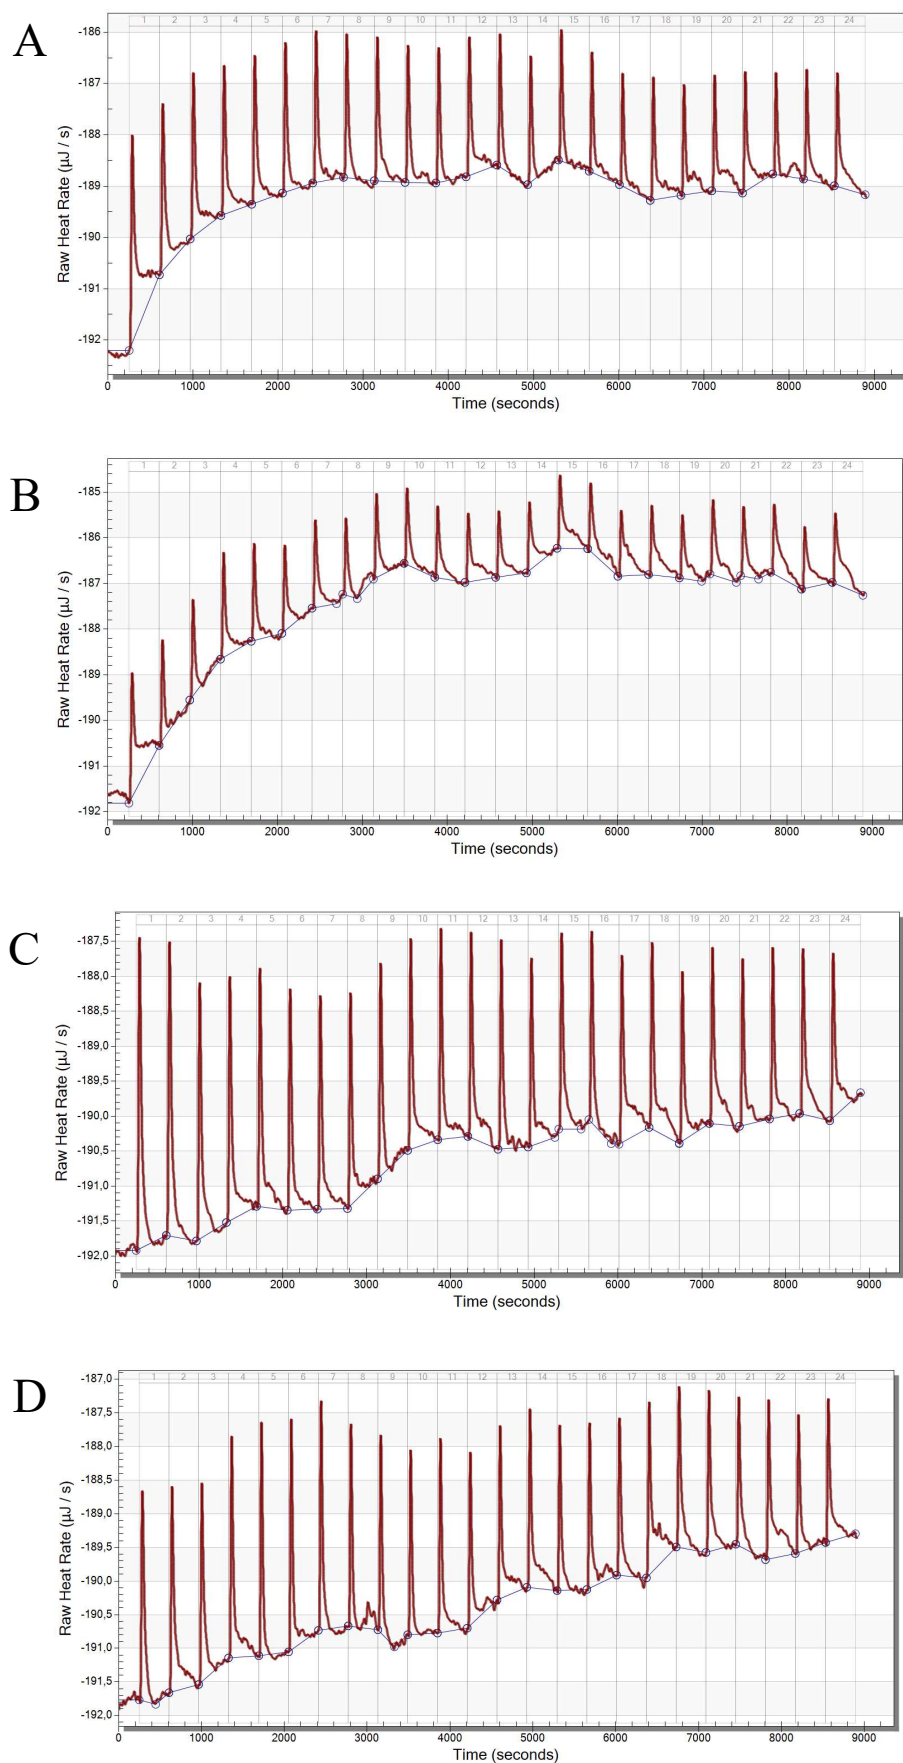 A
1 2 3 4 5 6 7 8 9 10 11 12 13 14 15 16 17 18 19 20 21 22 23 24
Raw Heat Rate (µJ / s)
-186
-187
-188
-189
-190
-191
-192
1000 2000 3000 4000 5000 6000 7000 8000 9000
Time (seconds)
B
1 2 3 4 5 6 7 8 9 10 11 12 13 14 15 16 17 18 19 20 21 22 23 24
Raw Heat Rate (µJ / s)
-185
-186
-187
-188
-189
-190
-191
-192
0 1000 2000 3000 4000 5000 6000 7000 8000 9000
Time (seconds)
C
1 2 3 4 5 6 7 8 9 10 11 12 13 14 15 16 17 18 19 20 21 22 23 24
Raw Heat Rate (µJ / s)
-187,5
-188,0
-188,5
-189,0
-189,5
-190,0
-190,5
-191,0
-191,5
-192,0
0 1000 2000 3000 4000 5000 6000 7000 8000 9000
Time (seconds)
D
1 2 3 4 5 6 7 8 9 10 11 12 13 14 15 16 17 18 19 20 21 22 23 24
Raw Heat Rate (µJ / s)
-187,0
-187,5
-188,0
-188,5
-189,0
-189,5
-190,0
-190,5
-191,0
-191,5
-192,0
0 1000 2000 3000 4000 5000 6000 7000 8000 9000
Time (seconds)